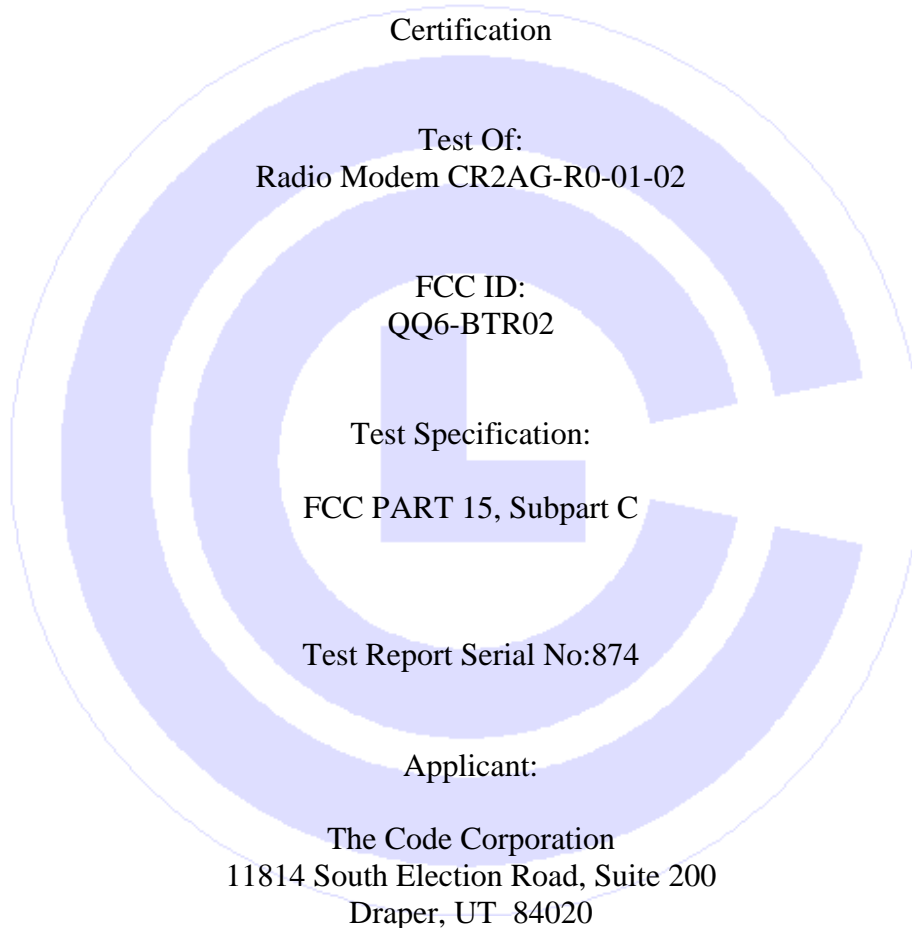 Certification
Test Of:
Radio Modem CR2AG-R0-01-02
FCC ID:
QQ6-BTR02
Test Specification:
FCC PART 15, Subpart C
Test Report Serial No:874
Applicant:
The Code Corporation
11814 South Election Road, Suite 200
Draper, UT  84020